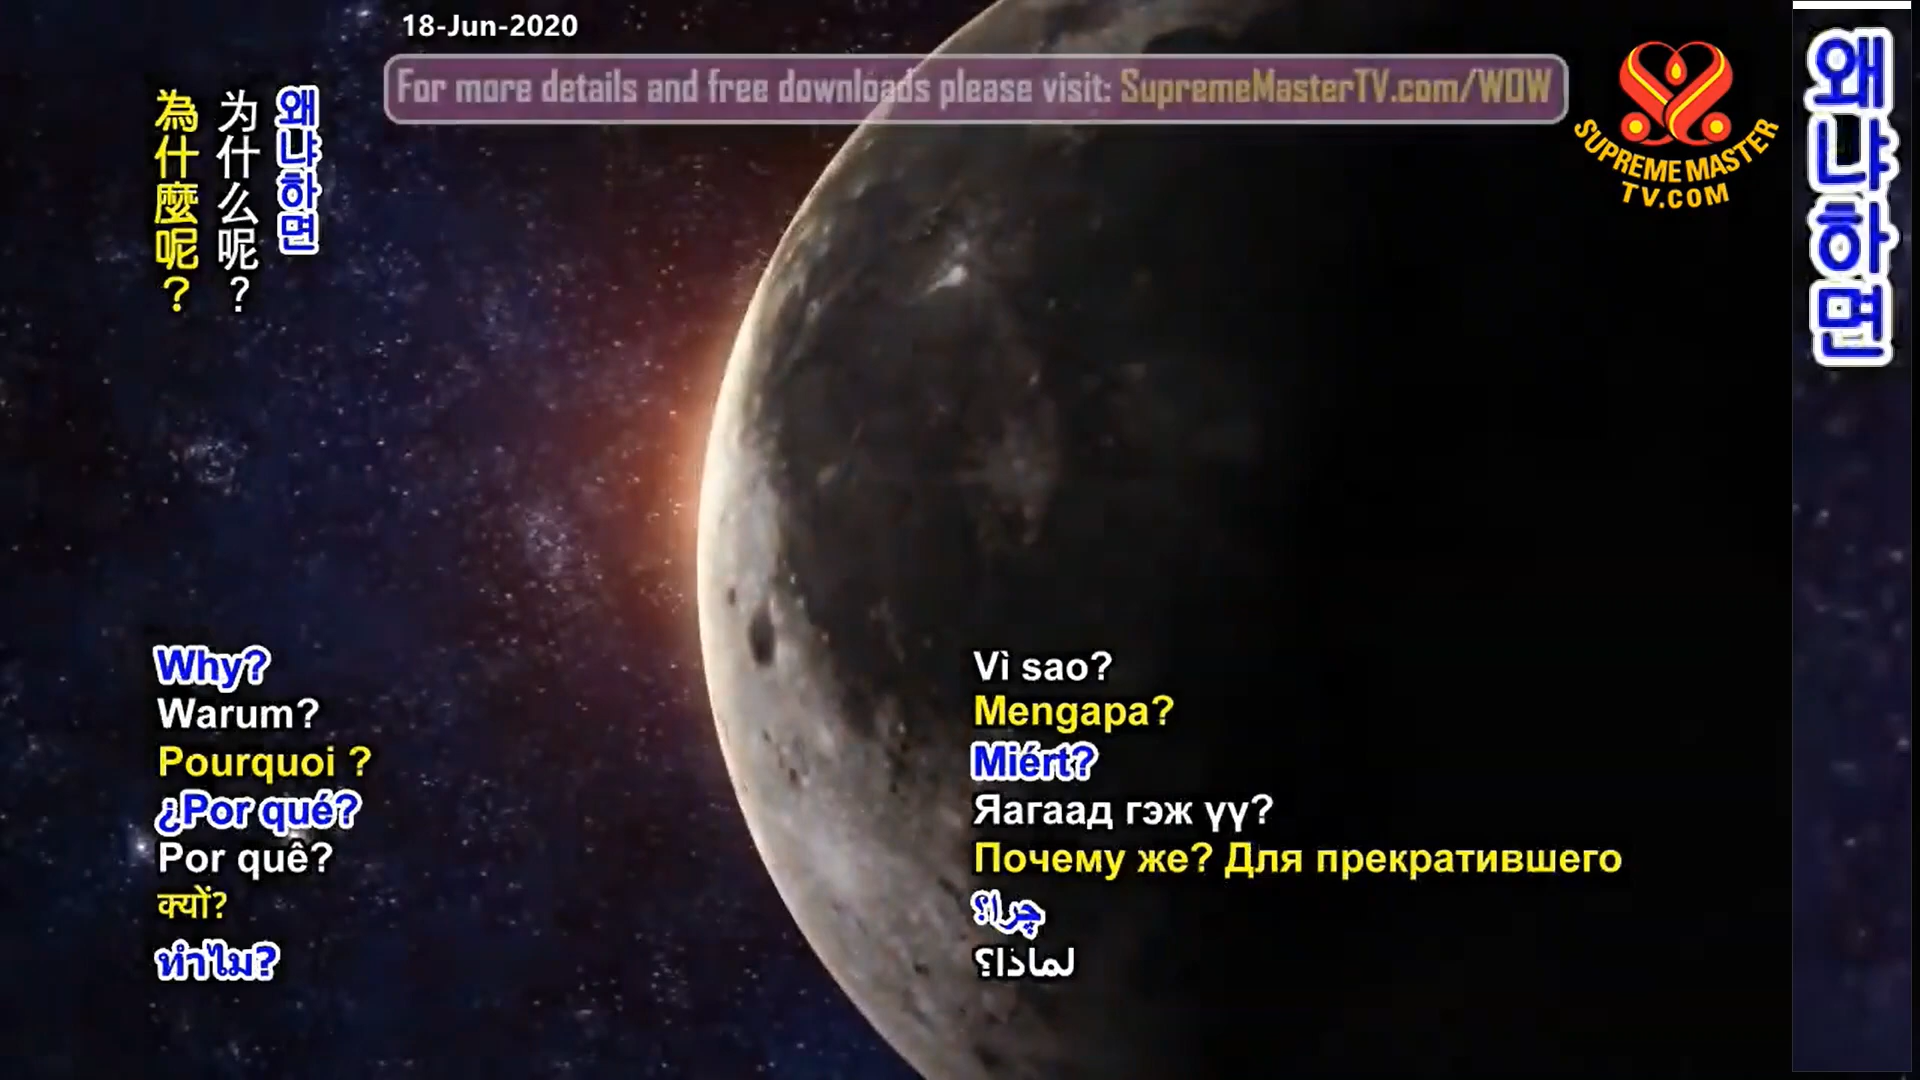 18-Jun-2020
For more details and free downloads please visit: SupremeMasterTV.com/WOW
SUPREME MASTER
TV.COM
왜냐하면
왜냐하면
为什么呢？
為什麼呢？
Why?
Warum?
Pourquoi ?
¿Por qué?
Por quê?
क्यों?
ทำไม?
Vì sao?
Mengapa?
Miért?
Яагаад гэж үү?
Почему же? Для прекратившего
چرا؟
لماذا؟